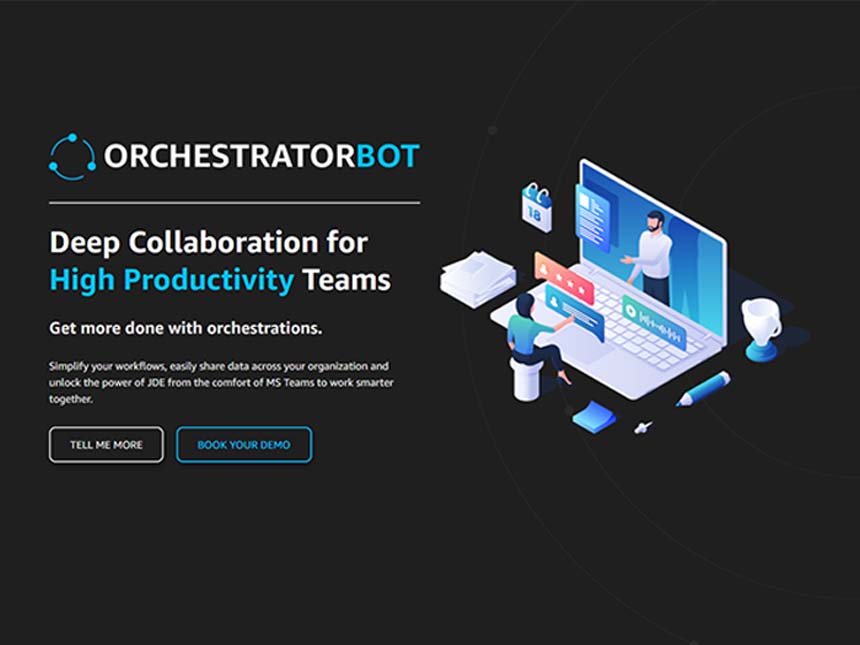 ORCHESTRATORBOT
Deep Collaboration for
High Productivity Teams
Get more done with orchestrations.
Simplify your workflows, easily share data across your organization and
unlock the power of JDE from the comfort of MS Teams to work smarter
together.
TELL ME MORE
BOOK YOUR DEMO
18